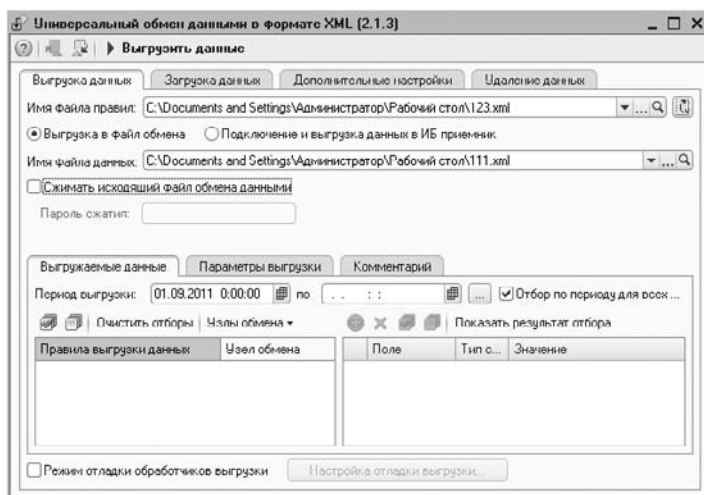 Универсальный обмен данными в формате XML (2.1.3)
Выгрузить данные
Выгрузка данных Загрузка данных Дополнительные настройки Удаление данных
Имя файла правил: C:\Documents and Settings\Администратор\Рабочий стол\123.xml
Выгрузка в файл обмена Подключение и выгрузка данных в ИБ приемник
Имя файла данных: C:\Documents and Settings\Администратор\Рабочий стол\111.xml
Сжимать исходящий файл обмена данными
Пароль сжатия:
Выгружаемые данные Параметры выгрузки Комментарий
Период выгрузки: 01.09.2011 0:00:00 по . . : : ... Отбор по периоду для всех ...
Очистить отборы Узлы обмена Показать результат отбора
Правила выгрузки данных Узел обмена Поле Тип с... Значение
Режим отладки обработчиков выгрузки Настройка отладки выгрузки...